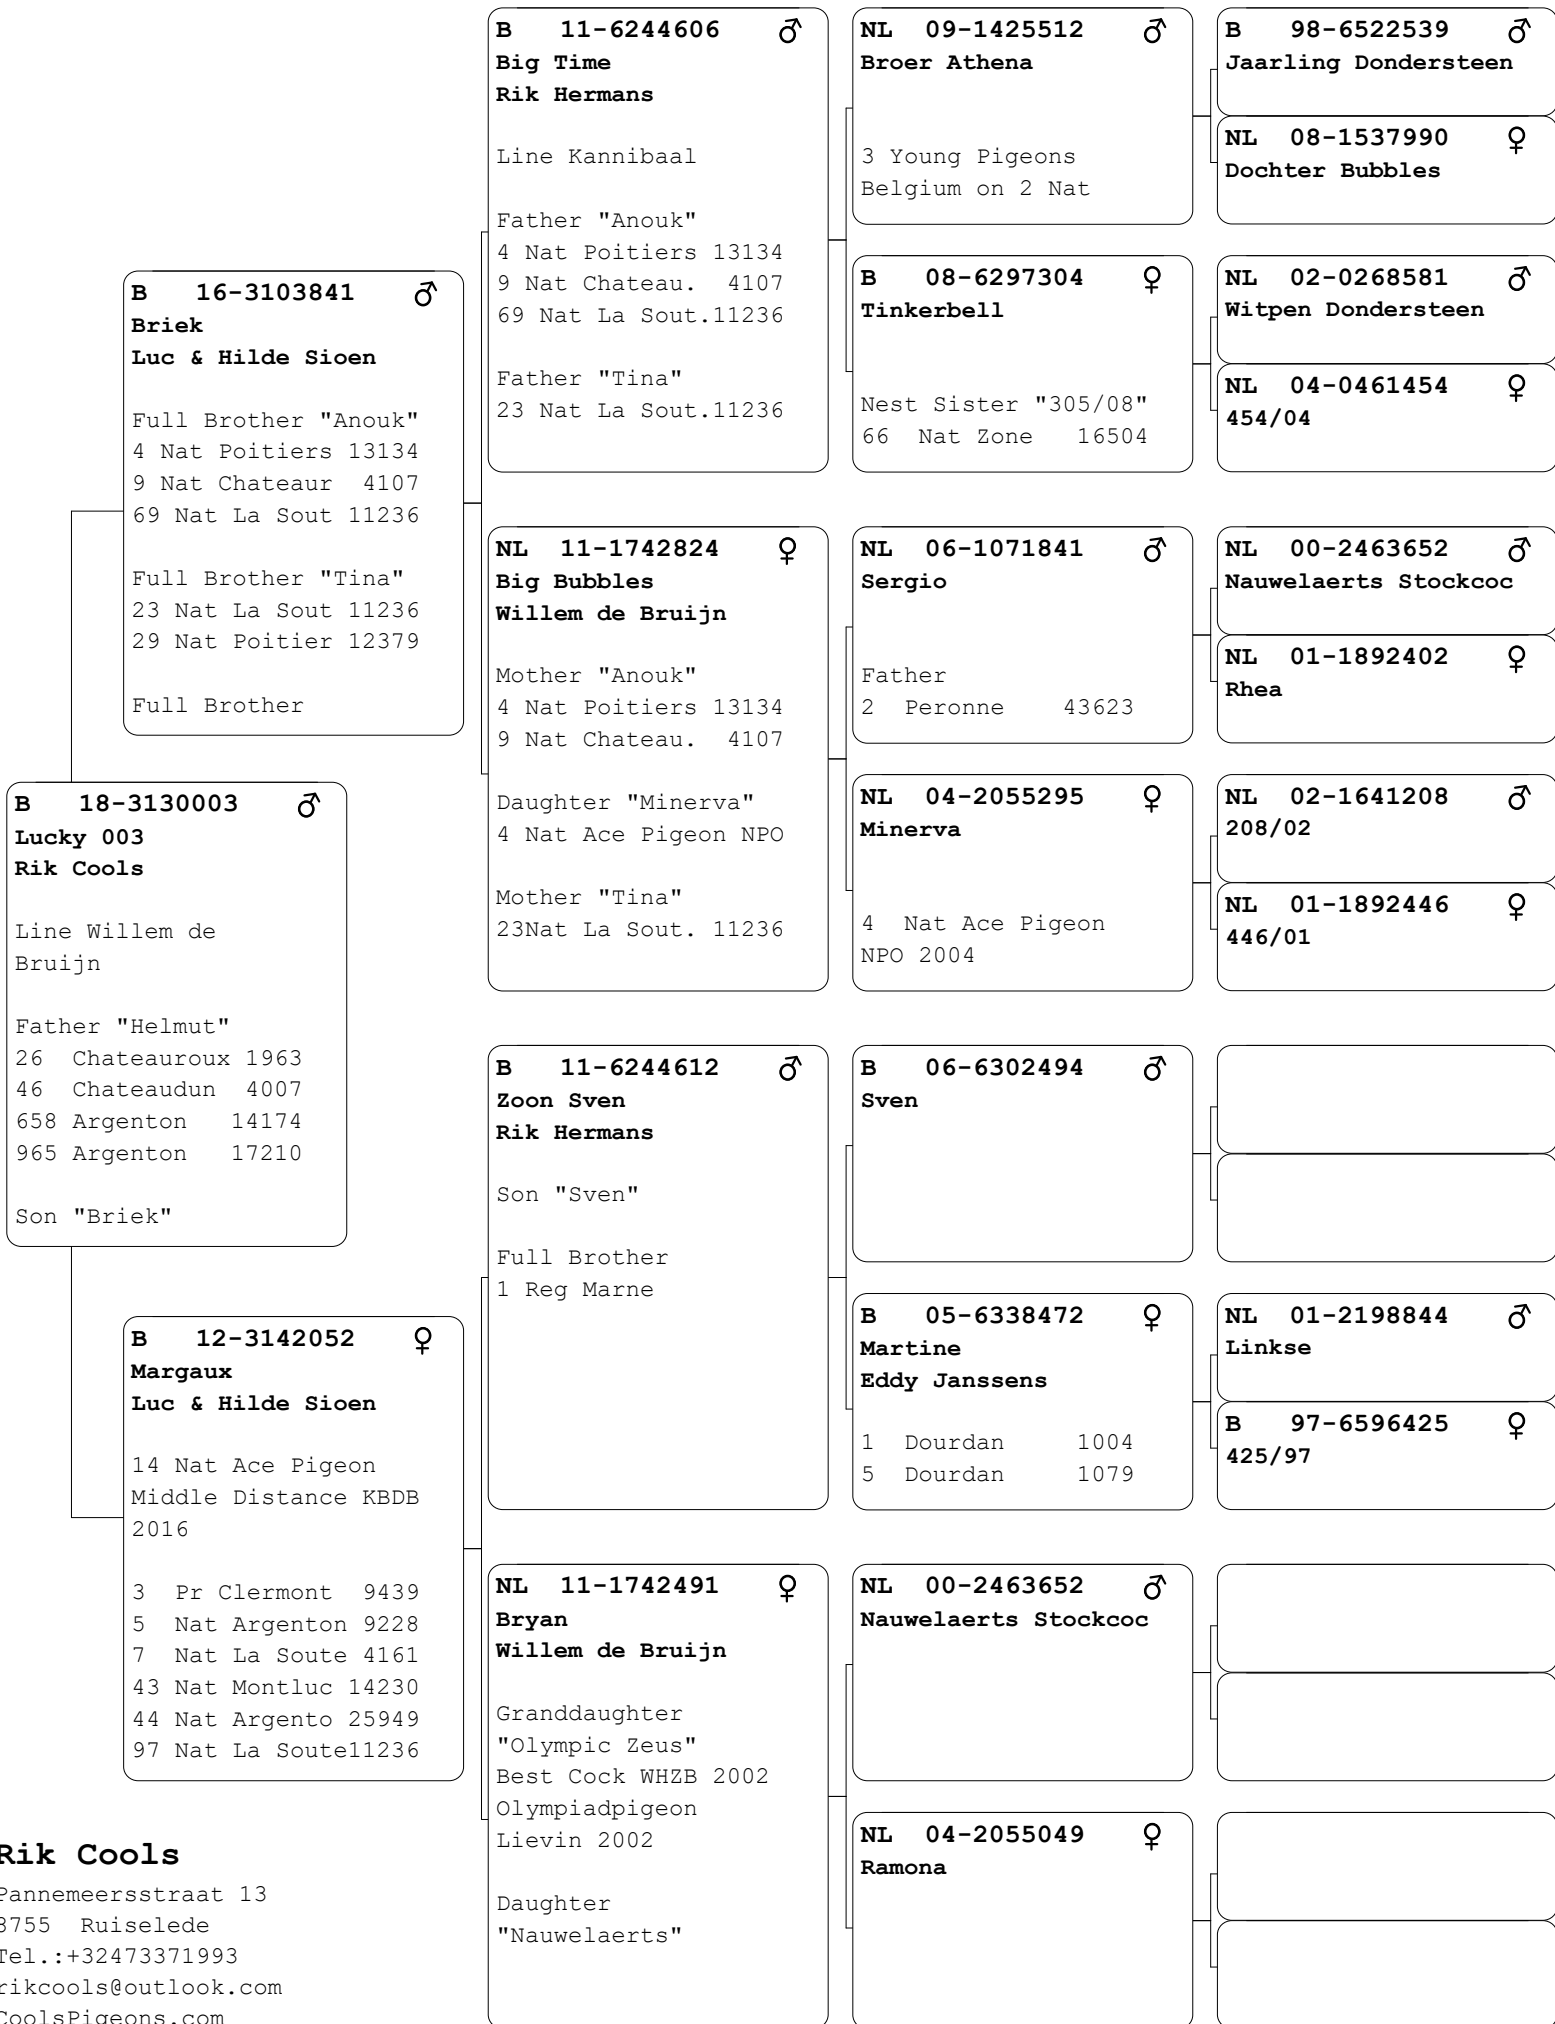 B 18-3130003 ♂
Lucky 003
Rik Cools
Line Willem de
Bruijn
Father "Helmut"
26 Chateauroux 1963
46 Chateaudun 4007
658 Argenton 14174
965 Argenton 17210
Son "Briek"
B 16-3103841 ♂
Briek
Luc & Hilde Sioen
Full Brother "Anouk"
4 Nat Poitiers 13134
9 Nat Chateaur 4107
69 Nat La Sout 11236
Full Brother "Tina"
23 Nat La Sout 11236
29 Nat Poitier 12379
Full Brother
B 12-3142052 ♀
Margaux
Luc & Hilde Sioen
14 Nat Ace Pigeon
Middle Distance KBDB
2016
3 Pr Clermont 9439
5 Nat Argenton 9228
7 Nat La Soute 4161
43 Nat Montluc 14230
44 Nat Argento 25949
97 Nat La Soute11236
B 11-6244606 ♂
Big Time
Rik Hermans
Line Kannibaal
Father "Anouk"
4 Nat Poitiers 13134
9 Nat Chateau. 4107
69 Nat La Sout.11236
Father "Tina"
23 Nat La Sout.11236
NL 11-1742824 ♀
Big Bubbles
Willem de Bruijn
Mother "Anouk"
4 Nat Poitiers 13134
9 Nat Chateau. 4107
Daughter "Minerva"
4 Nat Ace Pigeon NPO
Mother "Tina"
23Nat La Sout. 11236
B 11-6244612 ♂
Zoon Sven
Rik Hermans
Son "Sven"
Full Brother
1 Reg Marne
NL 11-1742491 ♀
Bryan
Willem de Bruijn
Granddaughter
"Olympic Zeus"
Best Cock WHZB 2002
Olympiadpigeon
Lievin 2002
Daughter
"Nauwelaerts"
NL 09-1425512 ♂
Broer Athena
3 Young Pigeons
Belgium on 2 Nat
B 08-6297304 ♀
Tinkerbell
Nest Sister "305/08"
66 Nat Zone 16504
NL 06-1071841 ♂
Sergio
Father
2 Peronne 43623
NL 04-2055295 ♀
Minerva
4 Nat Ace Pigeon
NPO 2004
B 06-6302494 ♂
Sven
B 05-6338472 ♀
Martine
Eddy Janssens
1 Dourdan 1004
5 Dourdan 1079
NL 00-2463652 ♂
Nauwelaerts Stockcoc
NL 04-2055049 ♀
Ramona
B 98-6522539 ♂
Jaarling Dondersteen
NL 08-1537990 ♀
Dochter Bubbles
NL 02-0268581 ♂
Witpen Dondersteen
NL 04-0461454 ♀
454/04
NL 00-2463652 ♂
Nauwelaerts Stockcoc
NL 01-1892402 ♀
Rhea
NL 02-1641208 ♂
208/02
NL 01-1892446 ♀
446/01
NL 01-2198844 ♂
Linkse
B 97-6596425 ♀
425/97
Rik Cools
Pannemeersstraat 13
8755 Ruiselede
Tel.:+32473371993
rikcools@outlook.com
CoolsPigeons.com